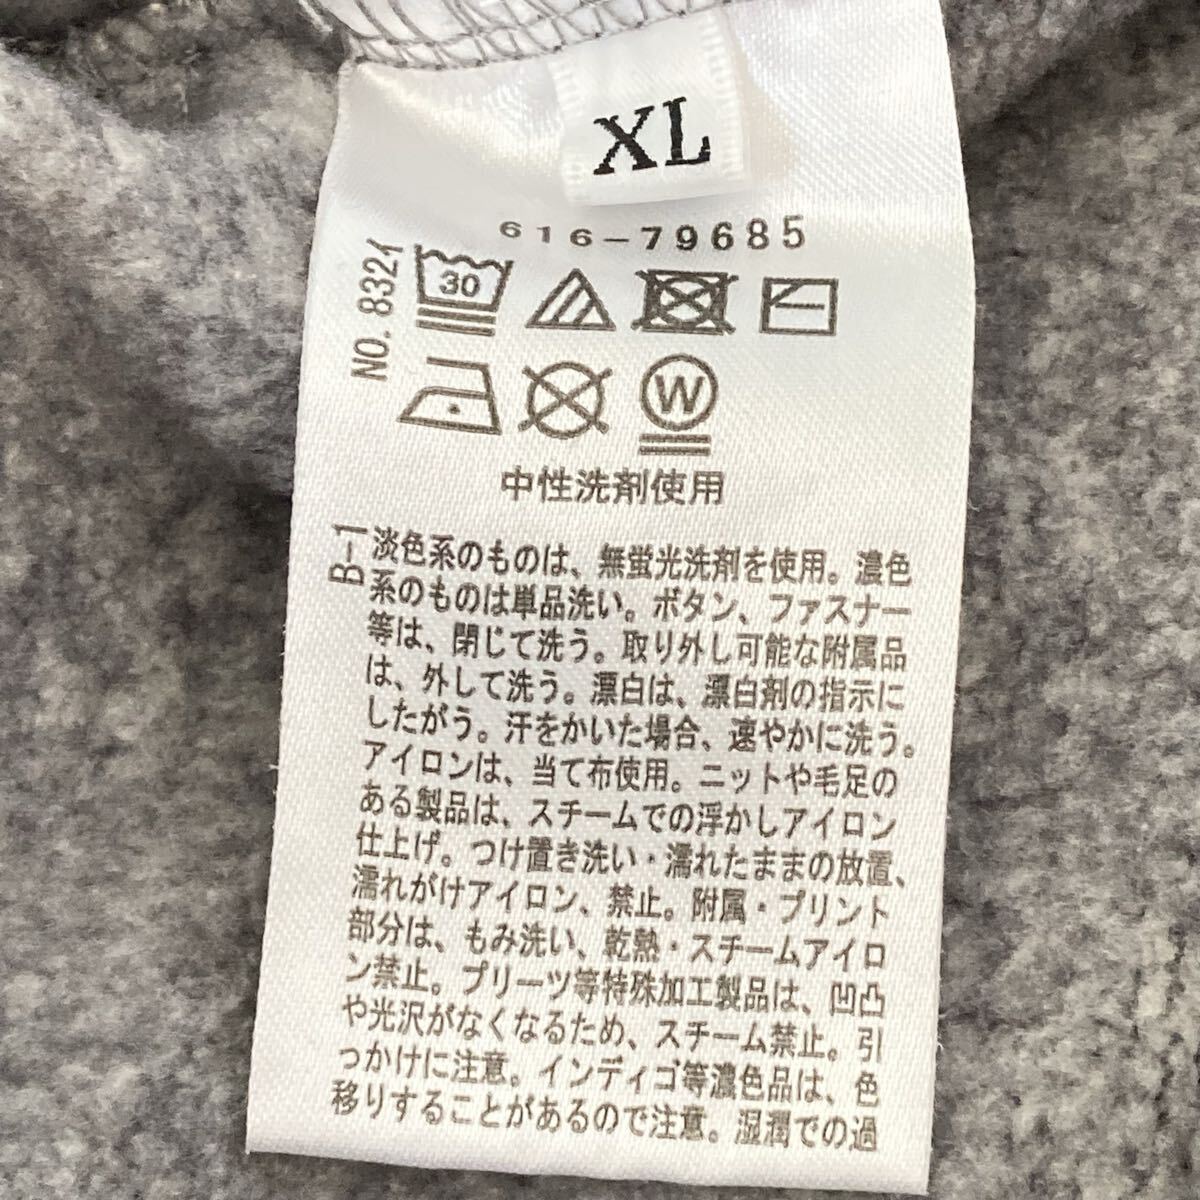 XL
616-79685
NO. 832イ
30
W
中性洗剤使用
B-1
淡色系のものは、無蛍光洗剤を使用。濃色
系のものは単品洗い。ボタン、ファスナー
等は、閉じて洗う。取り外し可能な附属品
は、外して洗う。漂白は、漂白剤の指示に
したがう。汗をかいた場合、速やかに洗う。
アイロンは、当て布使用。ニットや毛足の
ある製品は、スチームでの浮かしアイロン
仕上げ。つけ置き洗い・濡れたままの放置、
濡れがけアイロン、禁止。附属・プリント
部分は、もみ洗い、乾熱・スチームアイロ
ン禁止。プリーツ等特殊加工製品は、凹凸
や光沢がなくなるため、スチーム禁止。引
っかけに注意。インディゴ等濃色品は、色
移りすることがあるので注意。湿潤での過